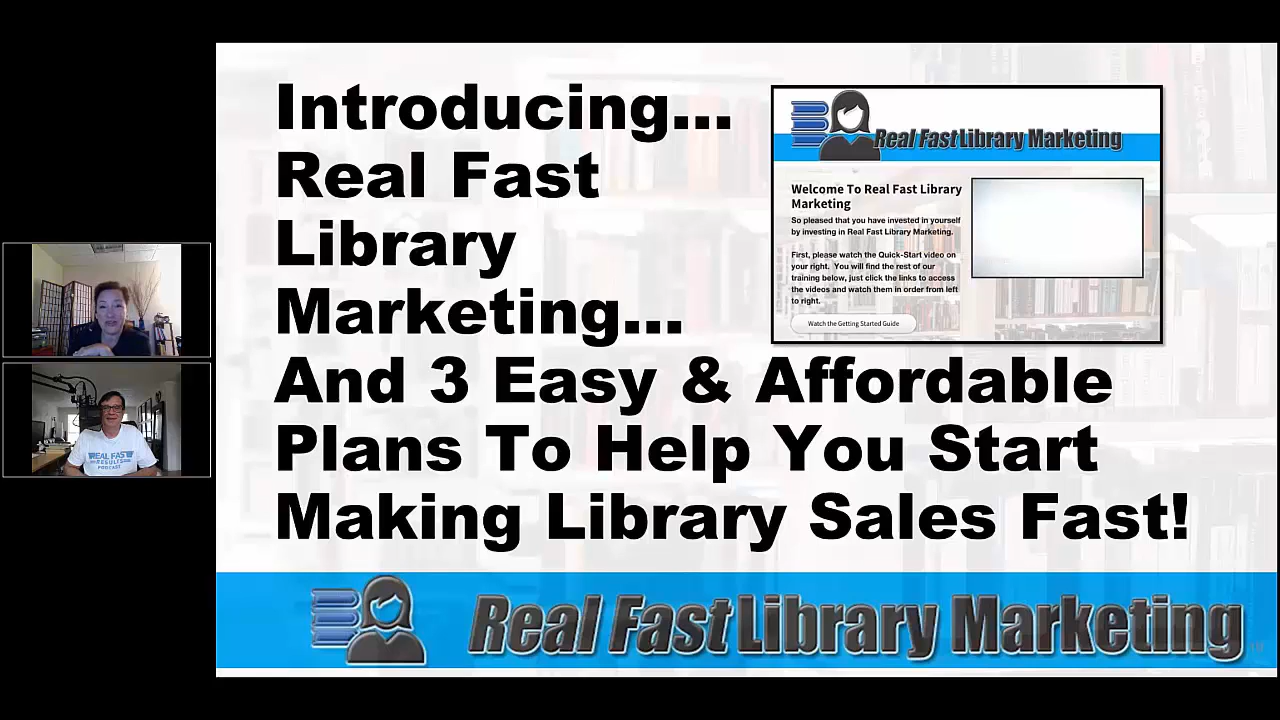 Introducing...
Real Fast
Library
Marketing...
And 3 Easy & Affordable
Plans To Help You Start
Making Library Sales Fast!
Real Fast Library Marketing
Welcome To Real Fast Library
Marketing
So pleased that you have invested in yourself
by investing in Real Fast Library Marketing.
First, please watch the Quick-Start video on
your right. You will find the rest of our
training below, just click the links to access
the videos and watch them in order from left
to right.
Watch the Getting Started Guide
REAL FAST
RESULTS
PODCAST
Real Fast Library Marketing